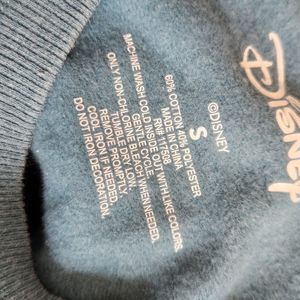 Disney
©DISNEY
S
60% COTTON 40% POLYESTER
MADE IN CHINA
RN# 117508
MACHINE WASH COLD INSIDE OUT WITH LIKE COLORS.
GENTLE CYCLE.
ONLY NON-CHLORINE BLEACH WHEN NEEDED.
TUMBLE DRY LOW.
REMOVE PROMPTLY.
COOL IRON IF NEEDED.
DO NOT IRON DECORATION.